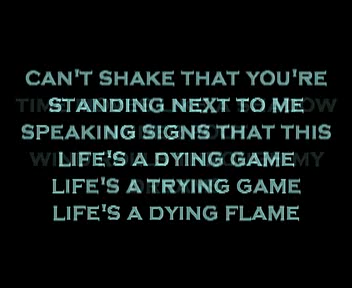 CAN'T SHAKE THAT YOU'RE
STANDING NEXT TO ME
SPEAKING SIGNS THAT THIS
LIFE'S A DYING GAME
LIFE'S A TRYING GAME
LIFE'S A DYING FLAME